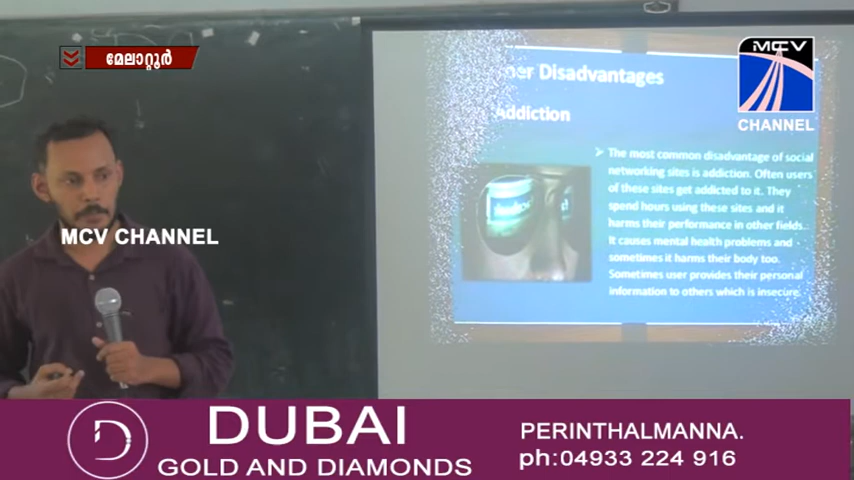 മേലാറ്റൂർ
MCV
CHANNEL
Disadvantages
Addiction
The most common disadvantage of social
networking sites is addiction. Often users
of these sites get addicted to it. They
spend hours using these sites and it
harms their performance in other fields.
It causes mental health problems and
sometimes it harms their body too.
Sometimes user provides their personal
information to others which is insecure.
MCV CHANNEL
DUBAI
GOLD AND DIAMONDS
PERINTHALMANNA.
ph:04933 224 916